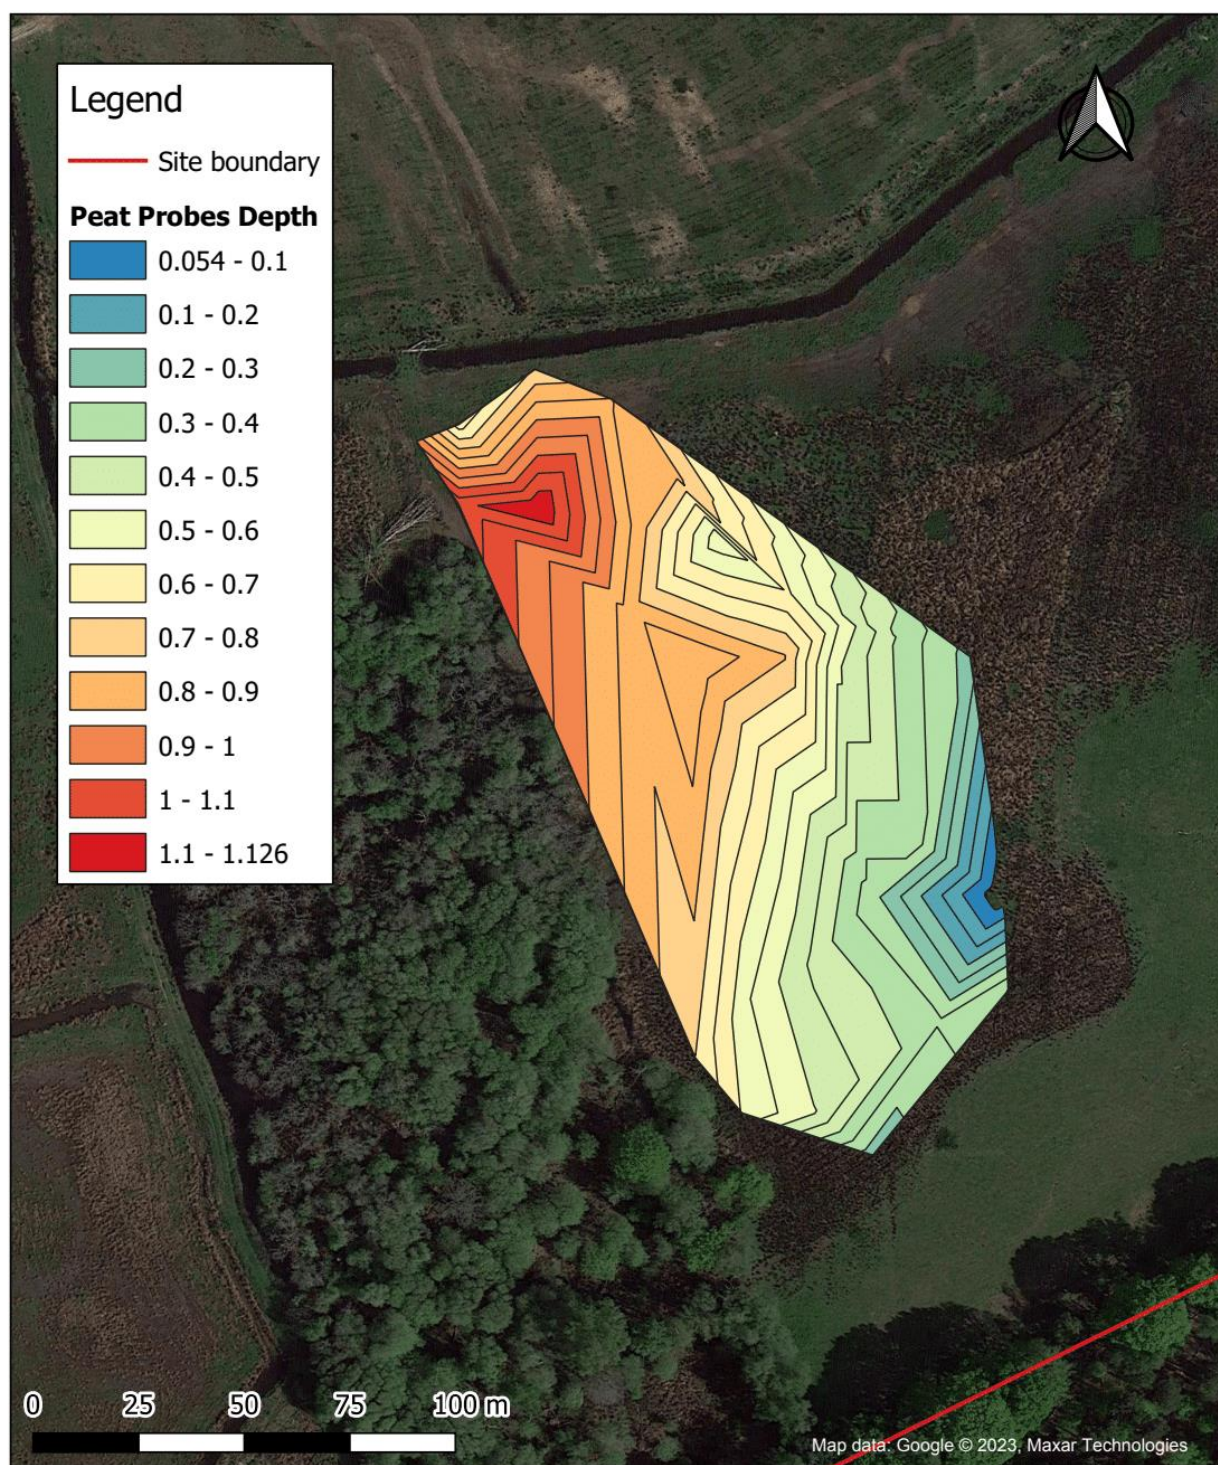 Legend
Site boundary
Peat Probes Depth
0.054 - 0.1
0.1 - 0.2
0.2 - 0.3
0.3 - 0.4
0.4 - 0.5
0.5 - 0.6
0.6 - 0.7
0.7 - 0.8
0.8 - 0.9
0.9 - 1
1 - 1.1
1.1 - 1.126
0 25 50 75 100 m
Map data: Google © 2023, Maxar Technologies